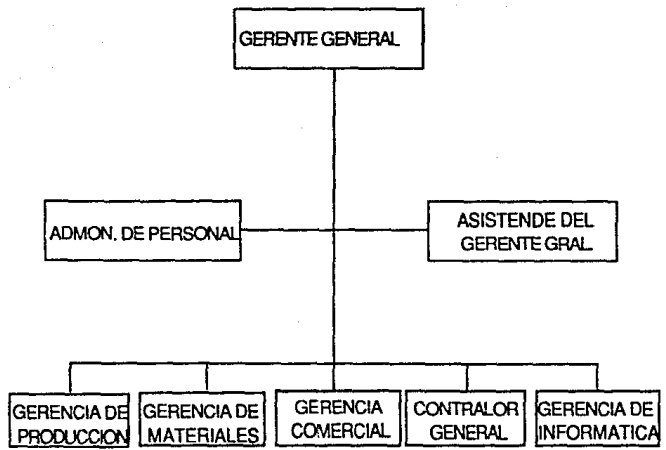 GERENTE GENERAL
ADMON. DE PERSONAL
ASISTENDE DEL
GERENTE GRAL.
GERENCIA DE
PRODUCCION
GERENCIA DE
MATERIALES
GERENCIA
COMERCIAL
CONTRALOR
GENERAL
GERENCIA DE
INFORMATICA